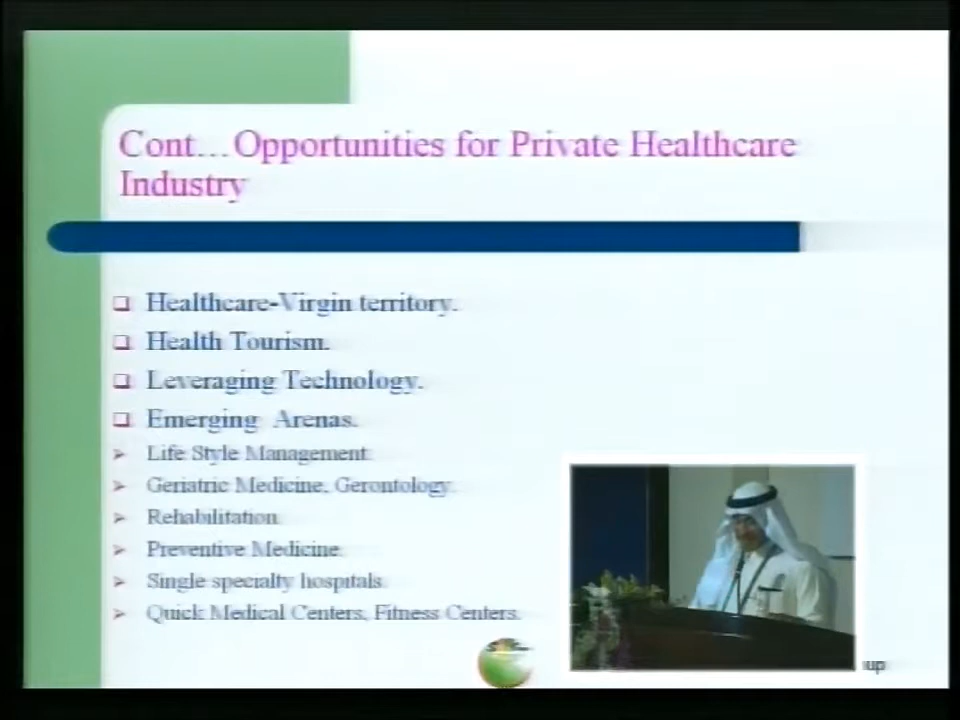 Cont...Opportunities for Private Healthcare
Industry
Healthcare-Virgin territory.
Health Tourism.
Leveraging Technology.
Emerging Arenas.
Life Style Management.
Geriatric Medicine, Gerontology.
Rehabilitation.
Preventive Medicine.
Single specialty hospitals.
Quick Medical Centers, Fitness Centers.
up